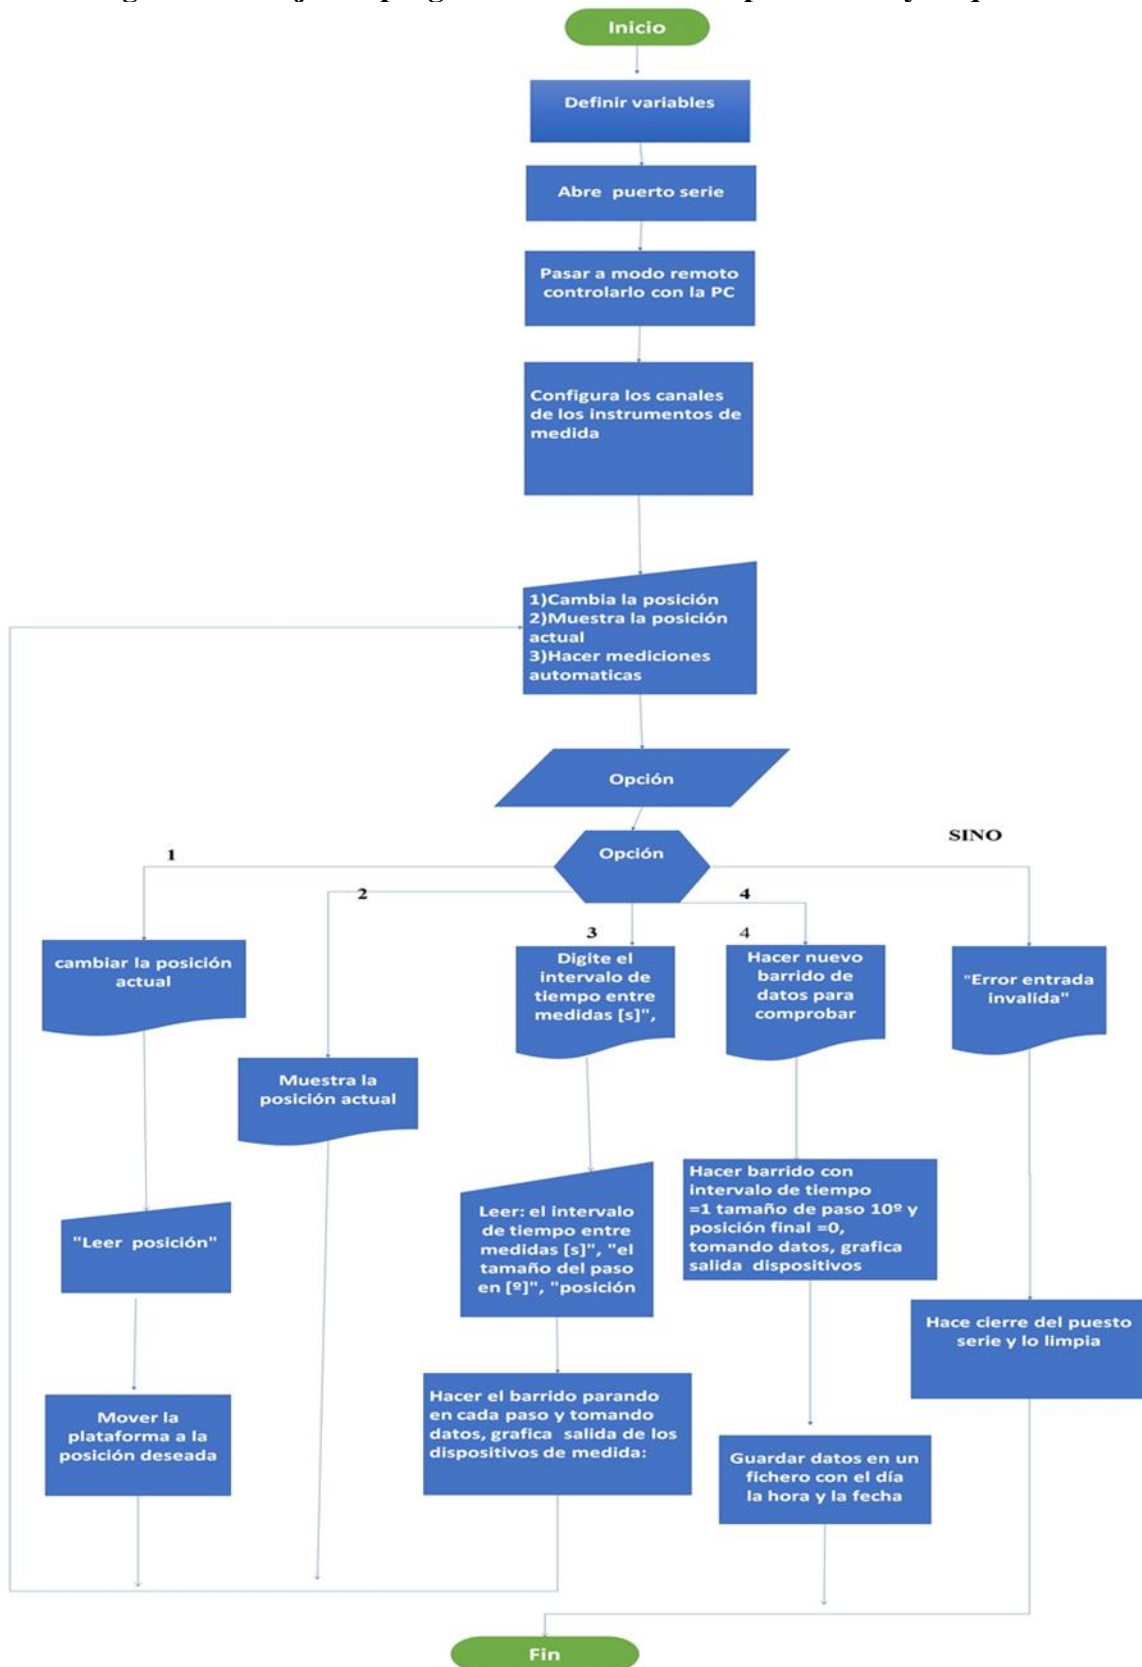 Inicio
Definir variables
Abre puerto serie
Pasar a modo remoto
controlarlo con la PC
Configura los canales
de los instrumentos de
medida
1)Cambia la posición
2)Muestra la posición
actual
3)Hacer mediciones
automaticas
Opción
Opción
SINO
1
2
4
3
4
cambiar la posición
actual
Digite el
intervalo de
tiempo entre
medidas [s]",
Hacer nuevo
barrido de
datos para
comprobar
"Error entrada
invalida"
Muestra la
posición actual
"Leer posición"
Leer: el intervalo
de tiempo entre
medidas [s]", "el
tamaño del paso
en [º]", "posición
Hacer barrido con
intervalo de tiempo
=1 tamaño de paso 10º y
posición final =0,
tomando datos, grafica
salida dispositivos
Hace cierre del puesto
serie y lo limpia
Mover la
plataforma a la
posición deseada
Hacer el barrido parando
en cada paso y tomando
datos, grafica salida de los
dispositivos de medida:
Guardar datos en un
fichero con el día
la hora y la fecha
Fin